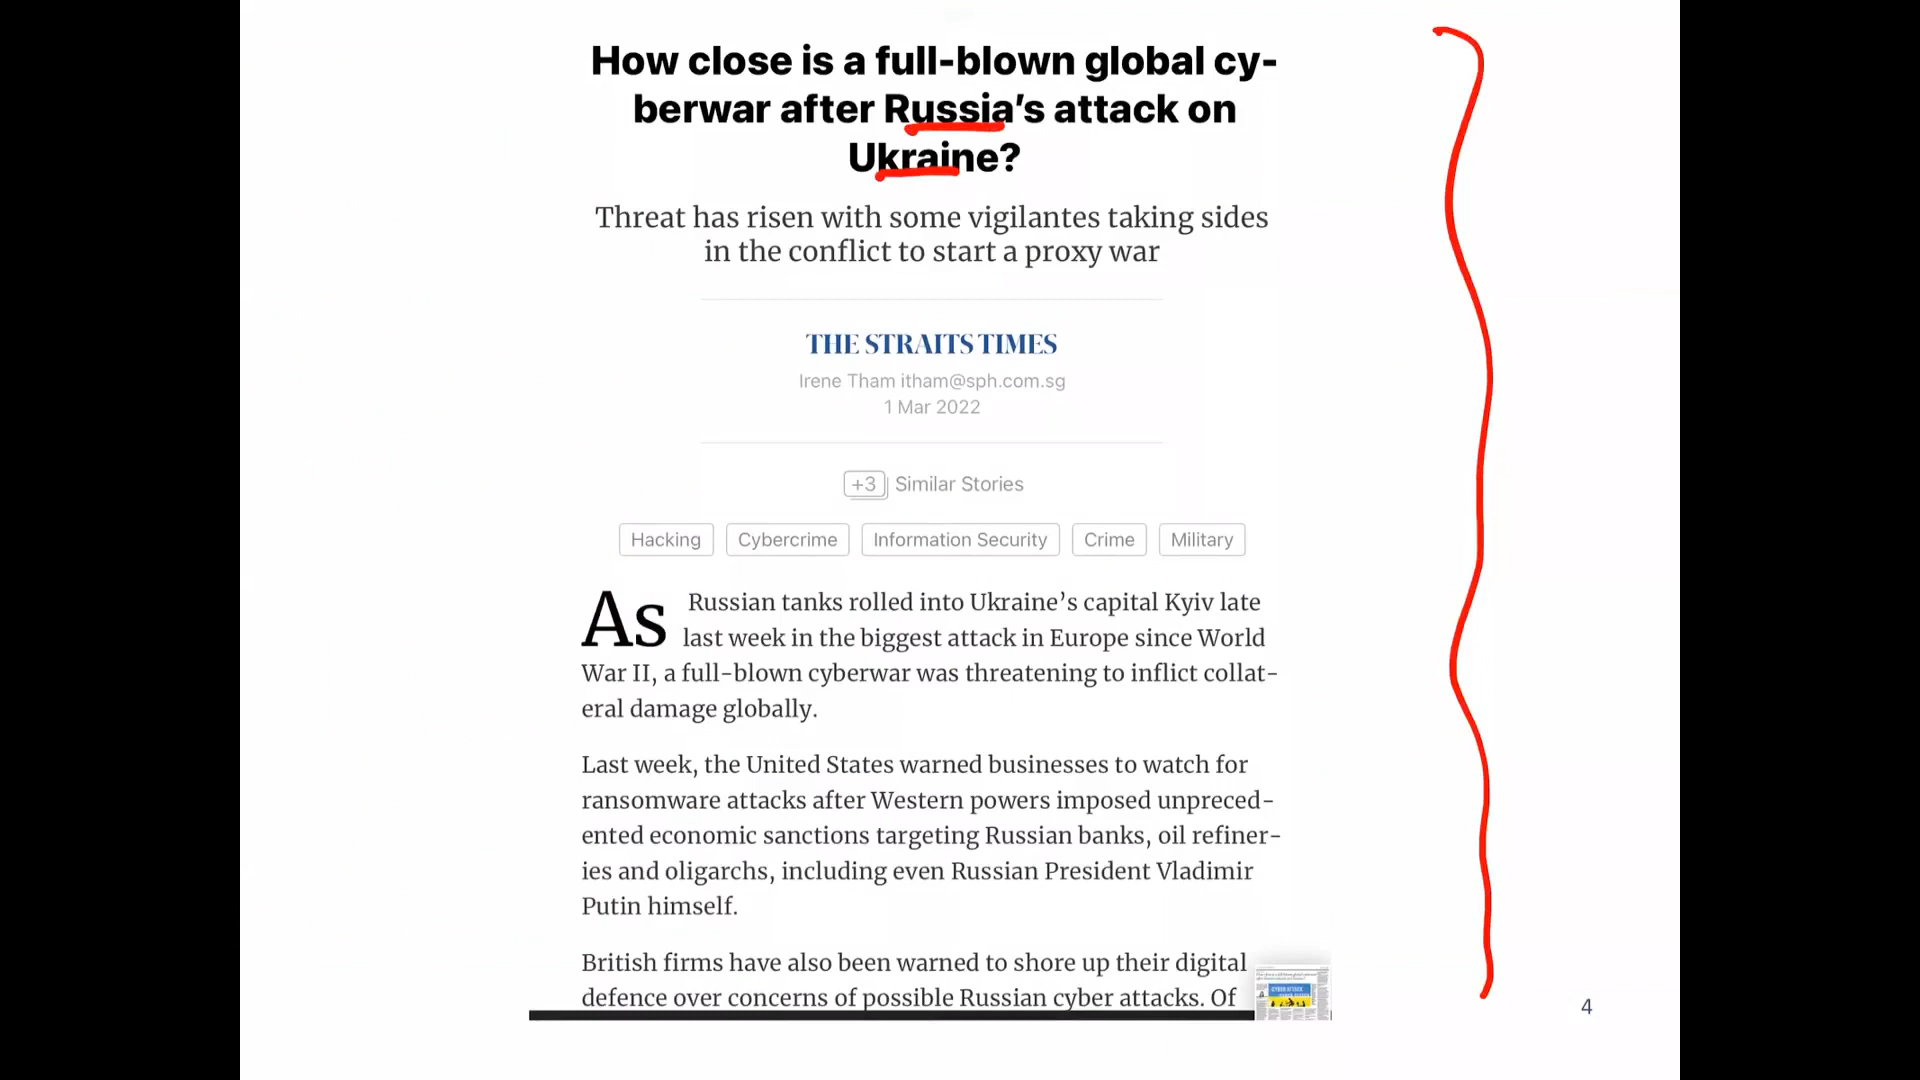 How close is a full-blown global cy-
berwar after Russia's attack on
Ukraine?
Threat has risen with some vigilantes taking sides
in the conflict to start a proxy war
THE STRAITS TIMES
Irene Tham itham@sph.com.sg
1 Mar 2022
+3 Similar Stories
Hacking Cybercrime Information Security Crime Military
As Russian tanks rolled into Ukraine’s capital Kyiv late
last week in the biggest attack in Europe since World
War II, a full-blown cyberwar was threatening to inflict collat-
eral damage globally.
Last week, the United States warned businesses to watch for
ransomware attacks after Western powers imposed unpreced-
ented economic sanctions targeting Russian banks, oil refiner-
ies and oligarchs, including even Russian President Vladimir
Putin himself.
British firms have also been warned to shore up their digital
defence over concerns of possible Russian cyber attacks. Of
4